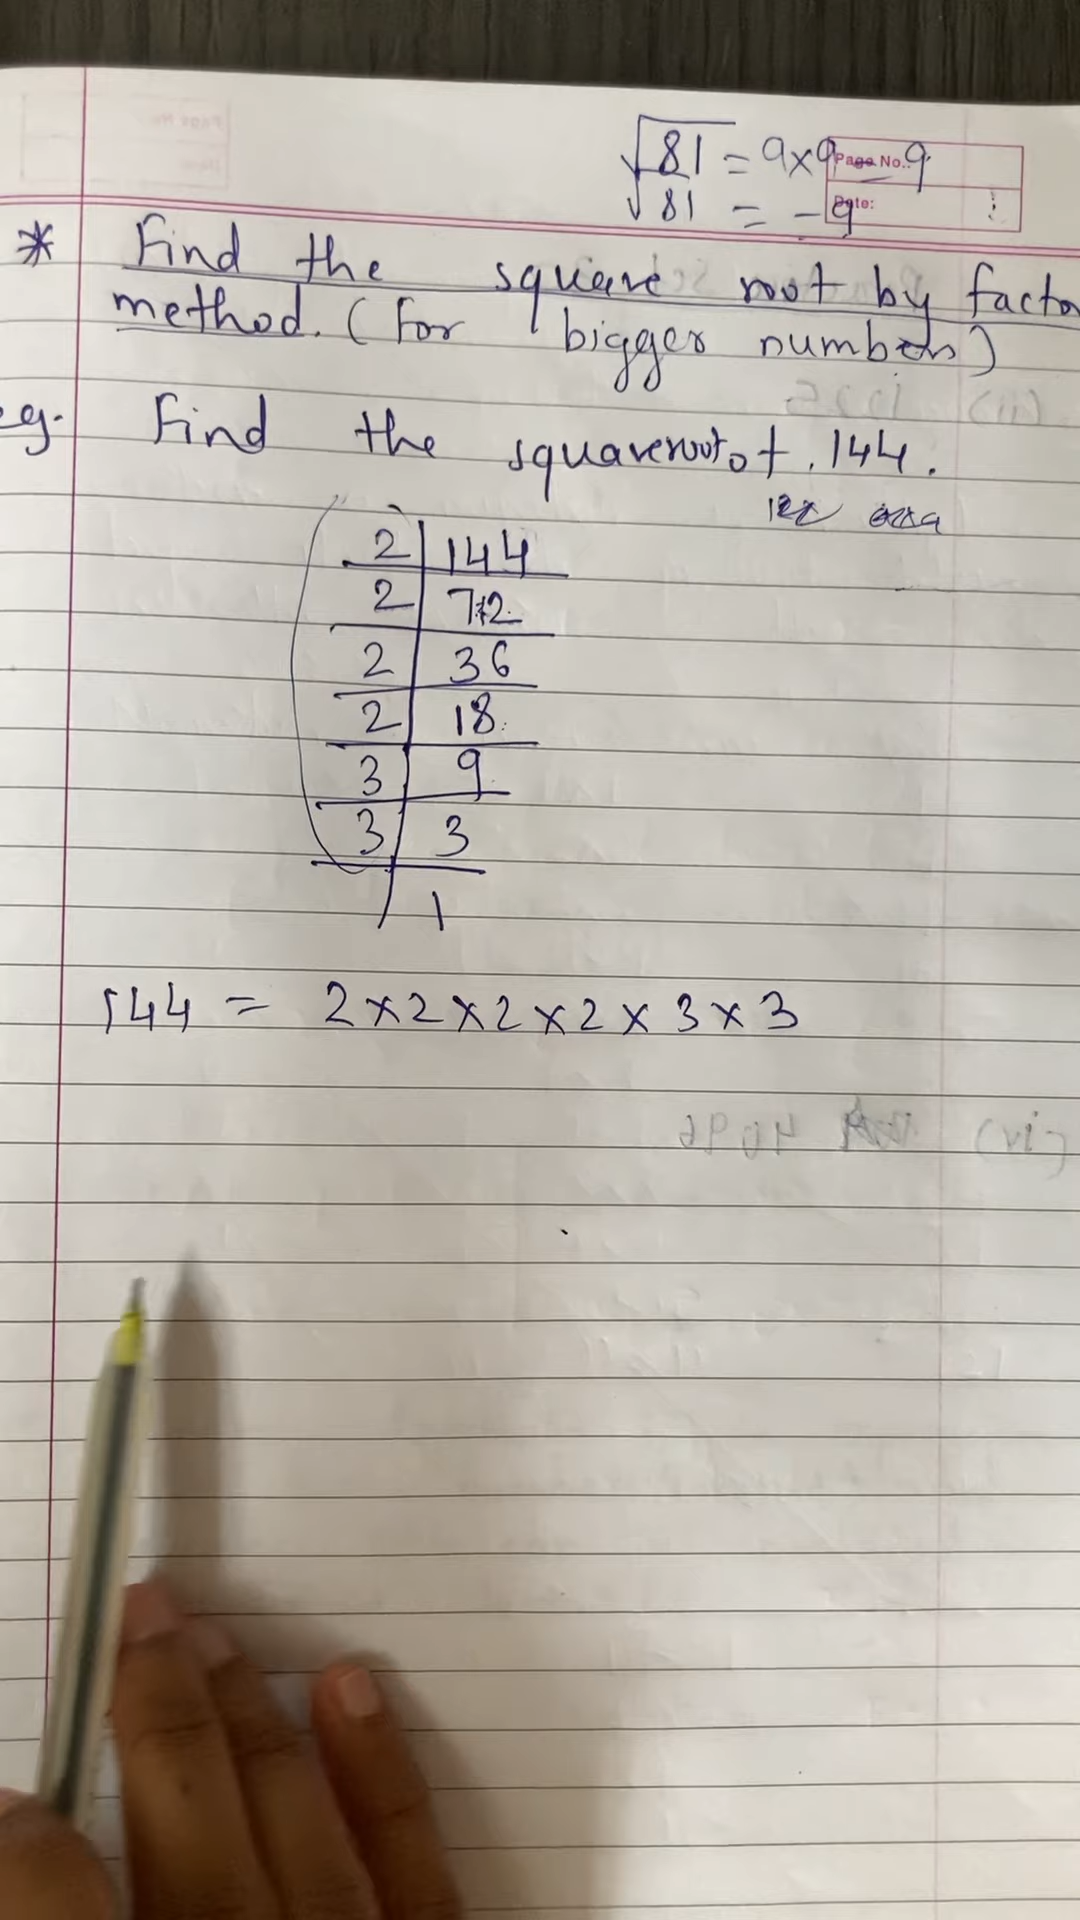 √81 = 9×9 = 9
Page No.:
√81 = -9
Date:
* Find the square root by facto
method. (For bigger numbers)
eg. Find the squareroot of 144.
2 | 144
2 | 72
2 | 36
2 | 18
3 | 9
3 | 3
1
144 = 2 × 2 × 2 × 2 × 3 × 3